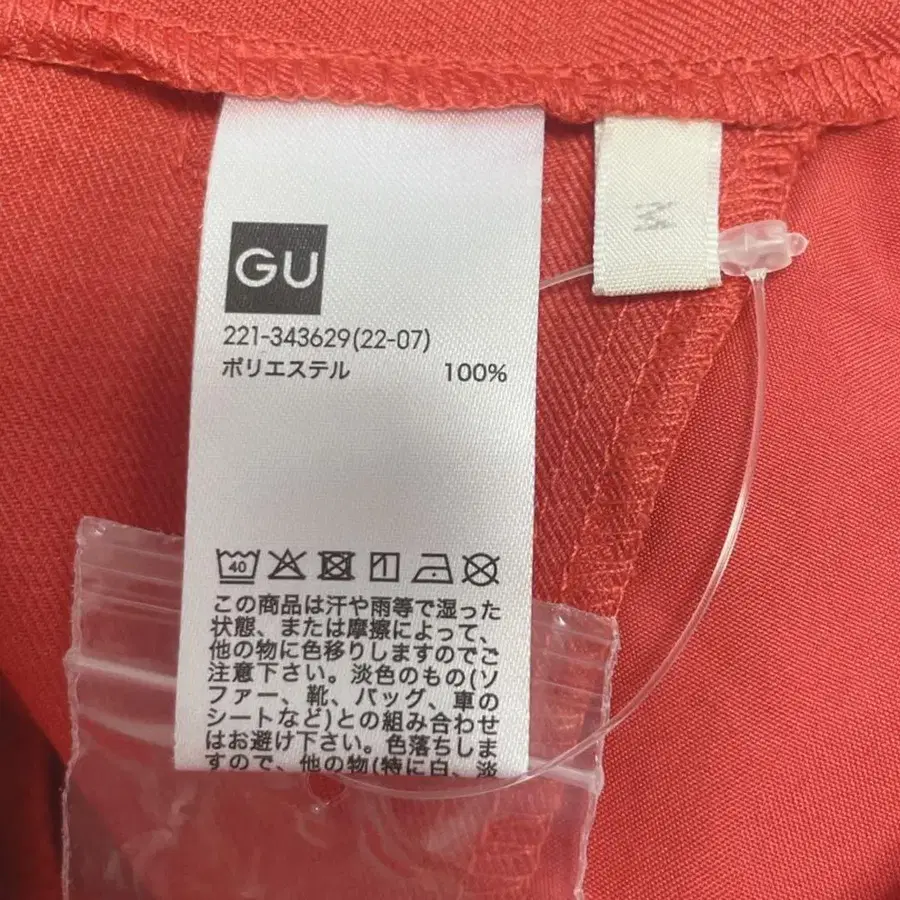 GU
M
221-343629(22-07)
ポリエステル 100%
40
この商品は汗や雨等で湿った
状態、または摩擦によって、
他の物に色移りしますのでご
注意下さい。淡色のもの(ソ
ファー、靴、バッグ、車の
シートなど)との組み合わせ
はお避け下さい。色落ちしま
すので、他の物(特に白、淡